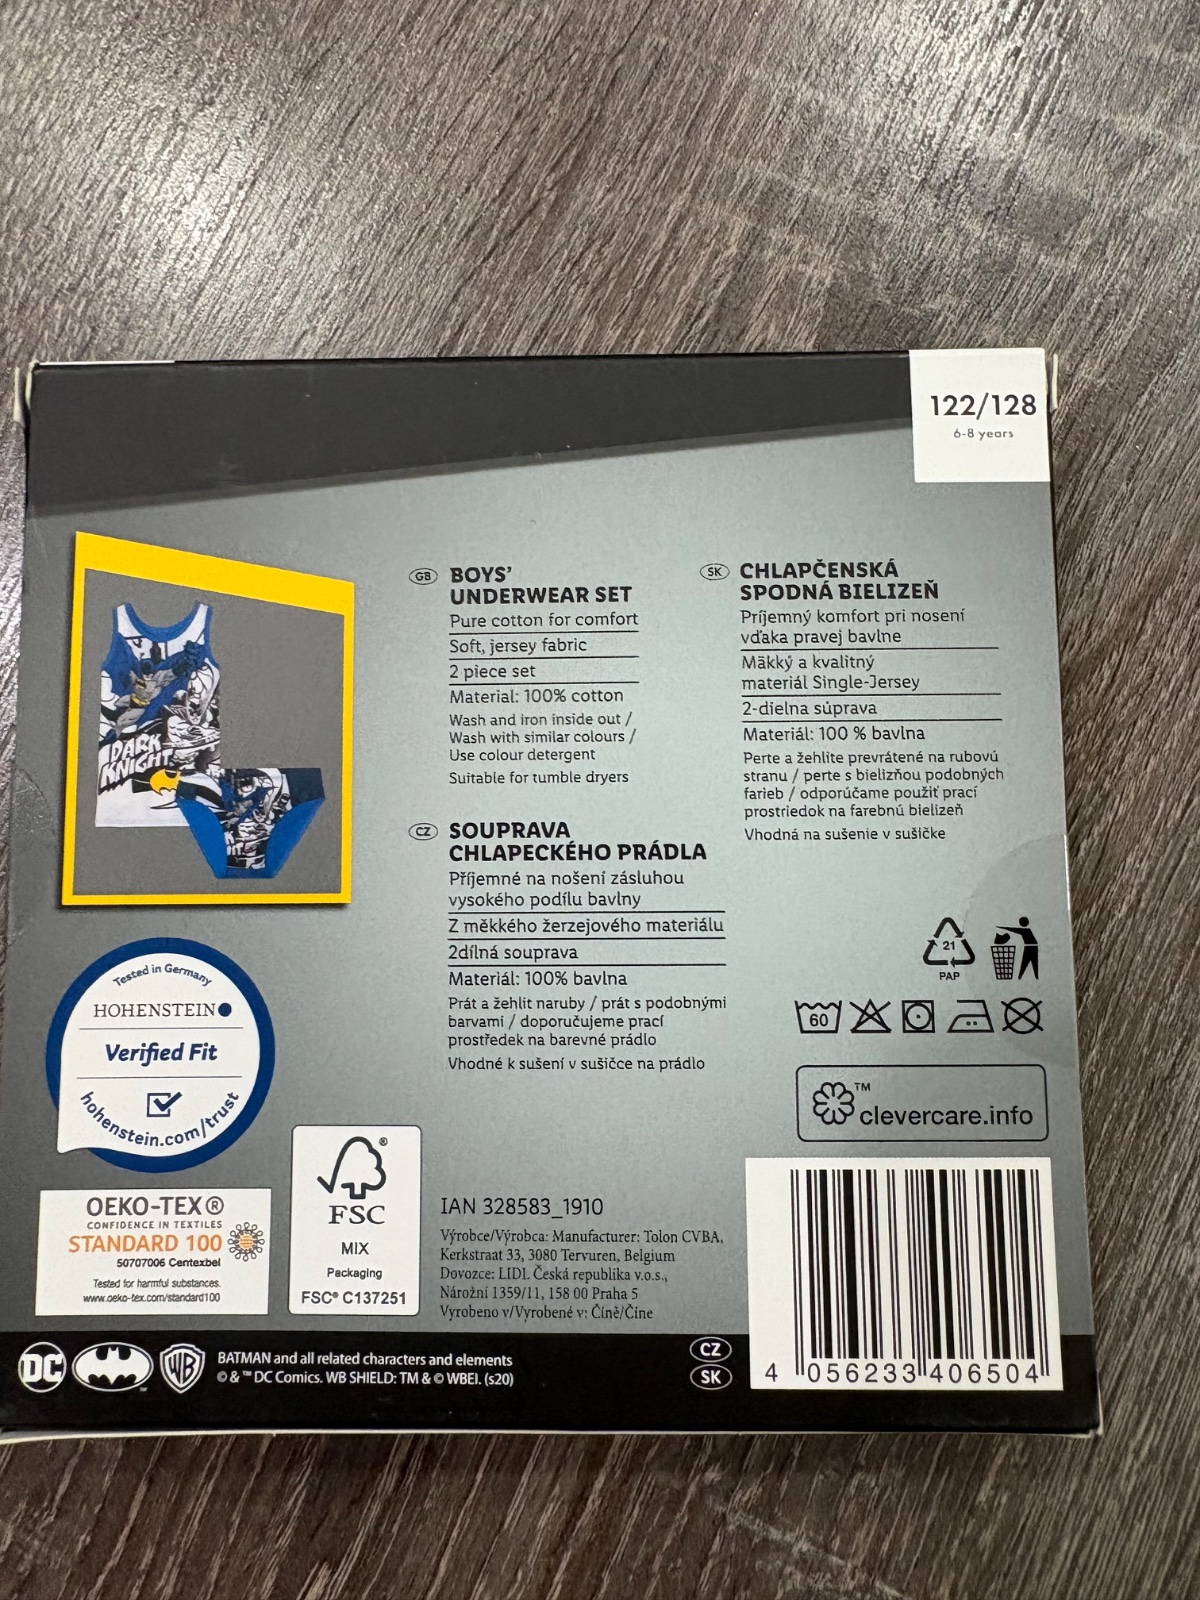 122/128
6-8 years
DARK
KNIGHT
GB BOYS'
UNDERWEAR SET
Pure cotton for comfort
Soft, jersey fabric
2 piece set
Material: 100% cotton
Wash and iron inside out /
Wash with similar colours /
Use colour detergent
Suitable for tumble dryers
SK CHLAPČENSKÁ
SPODNÁ BIELIZEŇ
Príjemný komfort pri nosení
vďaka pravej bavlne
Mäkký a kvalitný
materiál Single-Jersey
2-dielna súprava
Materiál: 100 % bavlna
Perte a žehlite prevrátené na rubovú
stranu / perte s bielizňou podobných
farieb / odporúčame použiť prací
prostriedok na farebnú bielizeň
Vhodná na sušenie v sušičke
CZ SOUPRAVA
CHLAPECKÉHO PRÁDLA
Příjemné na nošení zásluhou
vysokého podílu bavlny
Z měkkého žerzejového materiálu
2dílná souprava
Materiál: 100% bavlna
Prát a žehlit naruby / prát s podobnými
barvami / doporučujeme prací
prostředek na barevné prádlo
Vhodné k sušení v sušičce na prádlo
21
PAP
60
™
clevercare.info
Tested in Germany
HOHENSTEIN
Verified Fit
hohenstein.com/trust
OEKO-TEX®
CONFIDENCE IN TEXTILES
STANDARD 100
50707006 Centexbel
Tested for harmful substances.
www.oeko-tex.com/standard100
®
FSC
MIX
Packaging
FSC® C137251
IAN 328583_1910
Výrobce/Výrobca: Manufacturer: Tolon CVBA,
Kerkstraat 33, 3080 Tervuren, Belgium
Dovozce: LIDL Česká republika v.o.s.,
Nárožní 1359/11, 158 00 Praha 5
Vyrobeno v/Vyrobené v: Číně/Číne
DC
WB
BATMAN and all related characters and elements
© & ™ DC Comics. WB SHIELD: TM & © WBEI. (s20)
CZ
SK
4 056233 406504